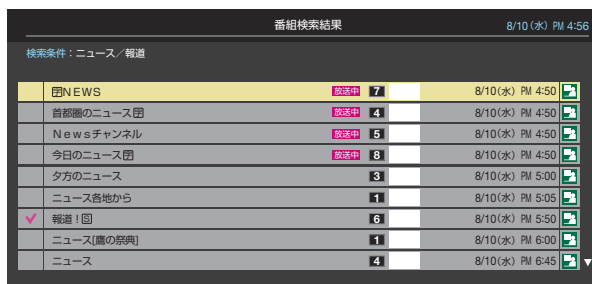 番組検索結果 8/10(水) PM 4:56
検索条件:ニュース/報道
🈑NEWS 放送中 7 8/10(水) PM 4:50
首都圏のニュース🈑 放送中 4 8/10(水) PM 4:50
Newsチャンネル 放送中 5 8/10(水) PM 4:50
今日のニュース🈑 放送中 8 8/10(水) PM 4:50
夕方のニュース 3 8/10(水) PM 5:00
ニュース各地から 1 8/10(水) PM 5:05
報道!🅂 6 8/10(水) PM 5:50
ニュース[鷹の祭典] 1 8/10(水) PM 6:00
ニュース 4 8/10(水) PM 6:45